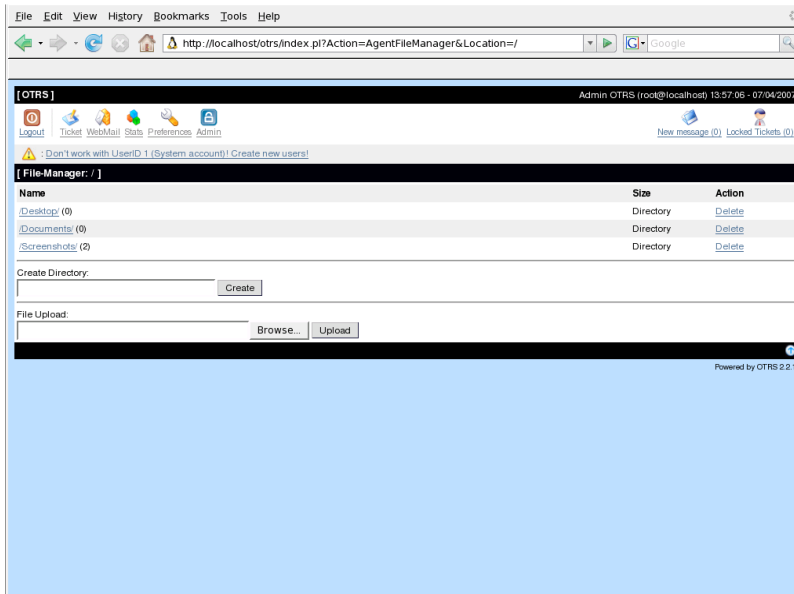 File Edit View History Bookmarks Tools Help
http://localhost/otrs/index.pl?Action=AgentFileManager&Location=/
G Google
[ OTRS ]
Admin OTRS (root@localhost) 13:57:06 - 07/04/2007
Logout Ticket WebMail Stats Preferences Admin
New message (0) Locked Tickets (0)
: Don't work with UserID 1 (System account)! Create new users!
[ File-Manager: / ]
Name Size Action
/Desktop/ (0) Directory Delete
/Documents/ (0) Directory Delete
/Screenshots/ (2) Directory Delete
Create Directory:
Create
File Upload:
Browse... Upload
Powered by OTRS 2.2.